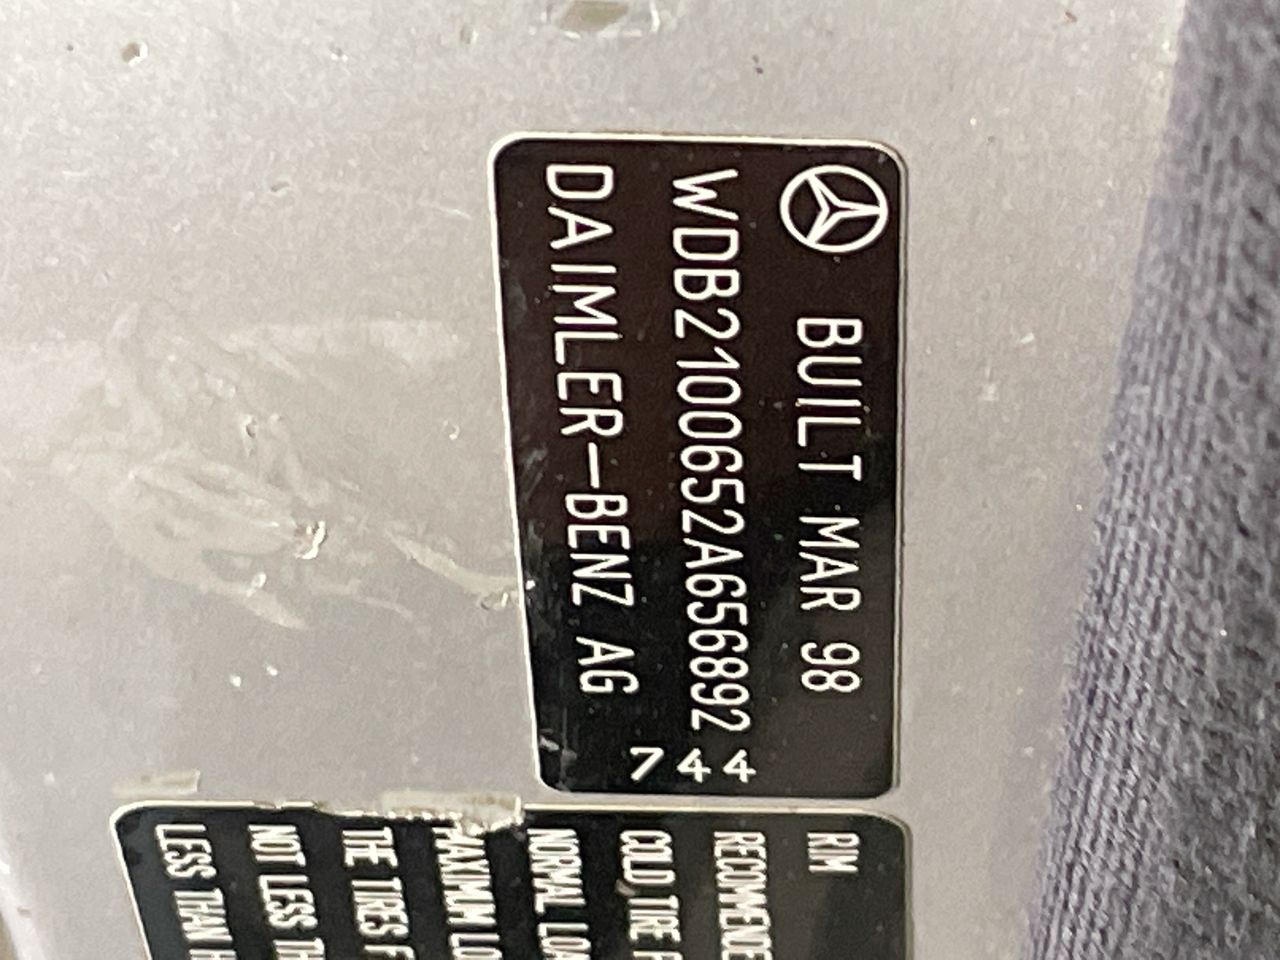 BUILT MAR 98
WDB2100652A656892
DAIMLER-BENZ AG
744
RIM
RECOMMENDE
COLD TIRE P
NORMAL LOA
MAXIMUM LO
THE TIRES F
NOT LESS TH
LESS THAN H